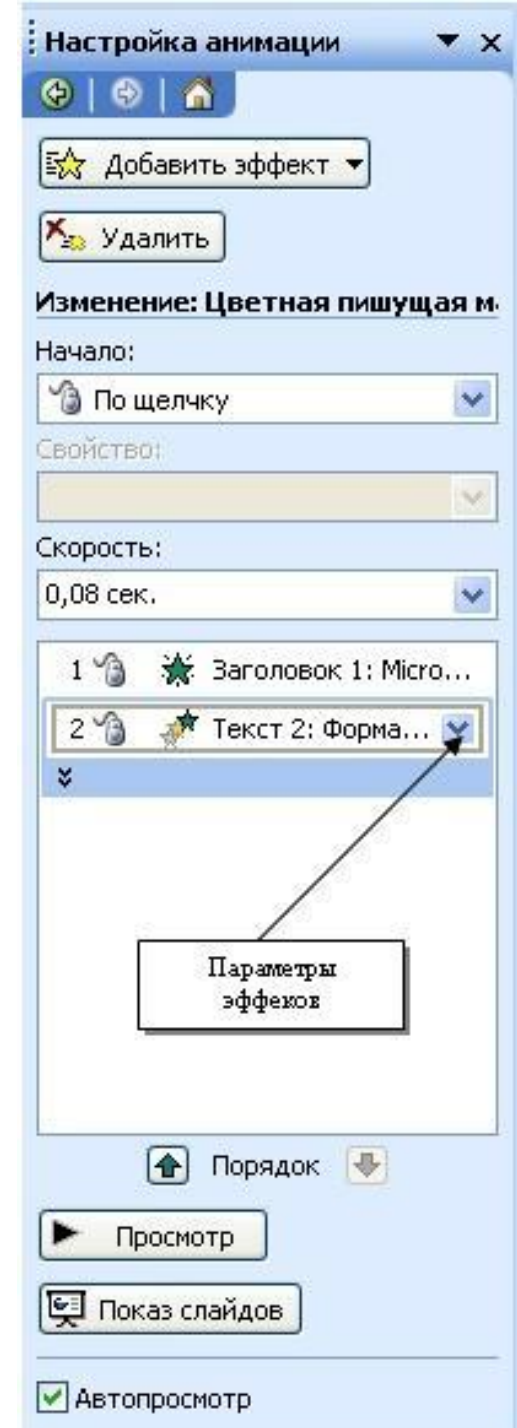 Настройка анимации
Добавить эффект
Удалить
Изменение: Цветная пишущая м
Начало:
По щелчку
Свойство:
Скорость:
0,08 сек.
1 Заголовок 1: Micro...
2 Текст 2: Форма...
Параметры
эффеков
Порядок
Просмотр
Показ слайдов
Автопросмотр